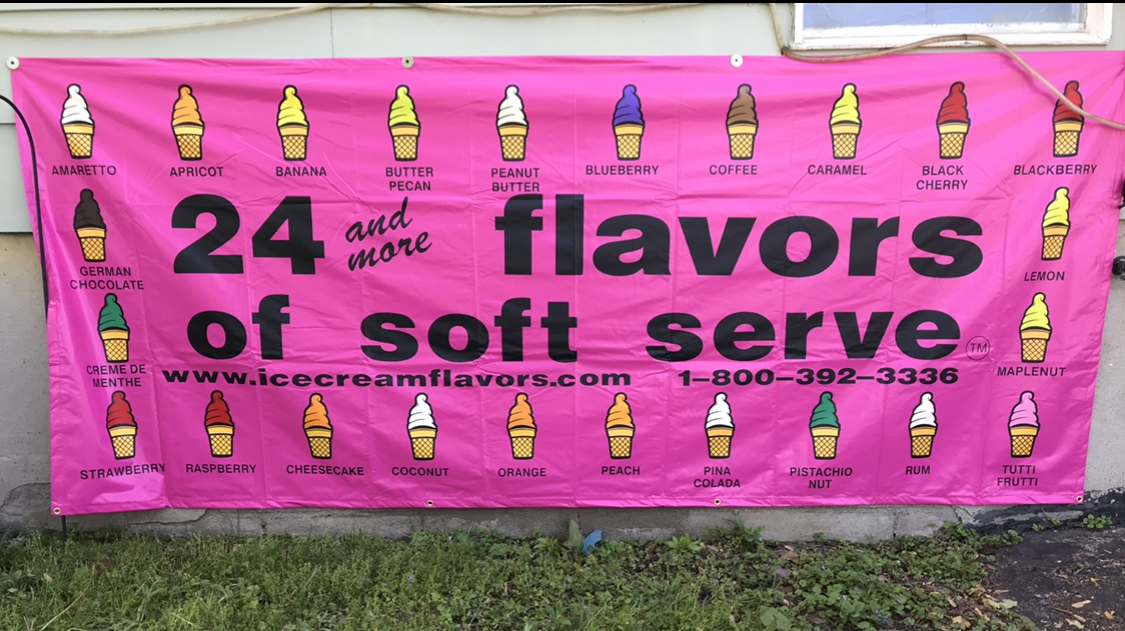 AMARETTO
APRICOT
BANANA
BUTTER
PECAN
PEANUT
BUTTER
BLUEBERRY
COFFEE
CARAMEL
BLACK
CHERRY
BLACKBERRY
24 and more flavors
of soft serve TM
www.icecreamflavors.com 1-800-392-3336
GERMAN
CHOCOLATE
LEMON
CREME DE
MENTHE
MAPLENUT
STRAWBERRY
RASPBERRY
CHEESECAKE
COCONUT
ORANGE
PEACH
PINA
COLADA
PISTACHIO
NUT
RUM
TUTTI
FRUTTI